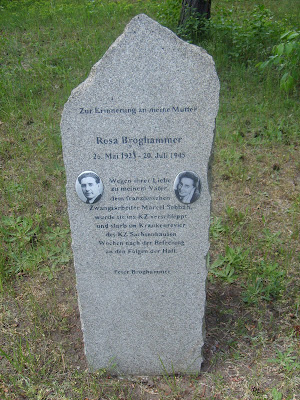 Zur Erinnerung an meine Mutter
Rosa Broghammer
26. Mai 1923 - 20. Juli 1945
Wegen ihrer Liebe
zu meinem Vater,
dem französischen
Zwangsarbeiter Marcel
wurde sie ins KZ verschleppt
und starb im Krankenrevier
des KZ Sachsenhausen
Wochen nach der Befreiung
an den Folgen der Haft.
Peter Broghammer